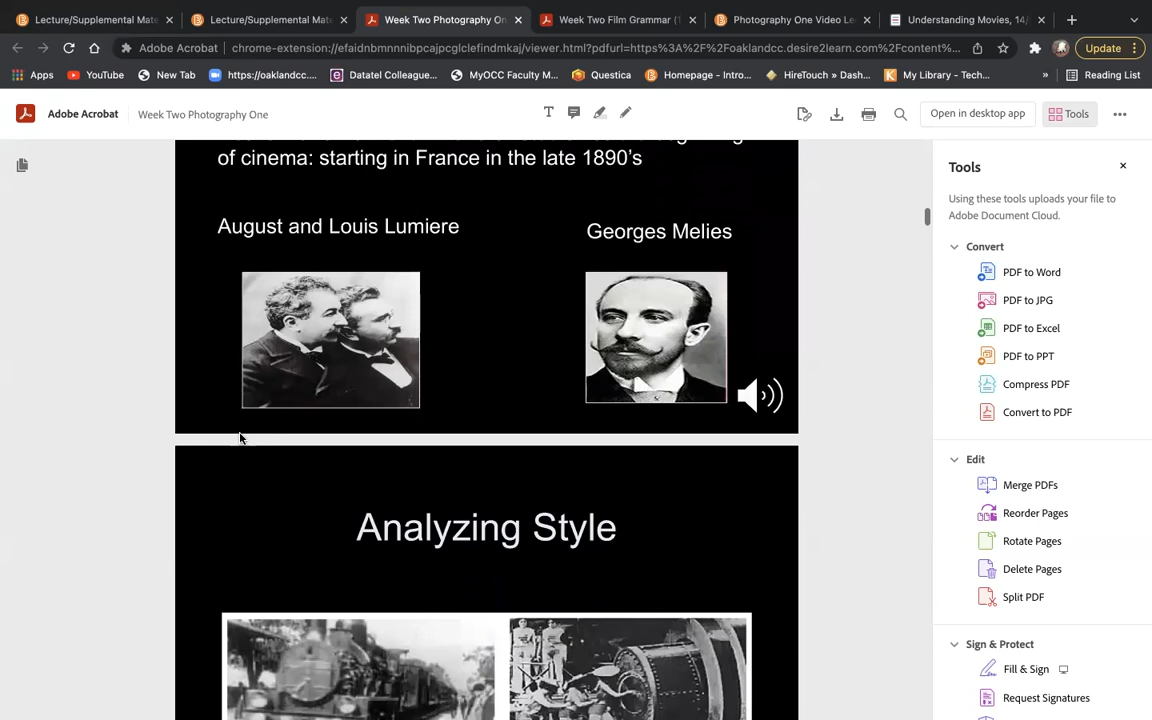 Lecture/Supplemental Mate
Lecture/Supplemental Mate
Week Two Photography On
Week Two Film Grammar (1
Photography One Video Le
Understanding Movies, 14/
Adobe Acrobat
chrome-extension://efaidnbmnnnibpcajpcglclefindmkaj/viewer.html?pdfurl=https%3A%2F%2Foaklandcc.desire2learn.com%2Fcontent%...
Update
Apps
YouTube
New Tab
https://oaklandcc....
Datatel Colleague...
MyOCC Faculty M...
Questica
Homepage - Intro...
HireTouch » Dash...
My Library - Tech...
»
Reading List
Adobe Acrobat
Week Two Photography One
Open in desktop app
Tools
of cinema: starting in France in the late 1890's
August and Louis Lumiere
Georges Melies
Analyzing Style
Tools
Using these tools uploads your file to
Adobe Document Cloud.
Convert
PDF to Word
PDF to JPG
PDF to Excel
PDF to PPT
Compress PDF
Convert to PDF
Edit
Merge PDFs
Reorder Pages
Rotate Pages
Delete Pages
Split PDF
Sign & Protect
Fill & Sign
Request Signatures